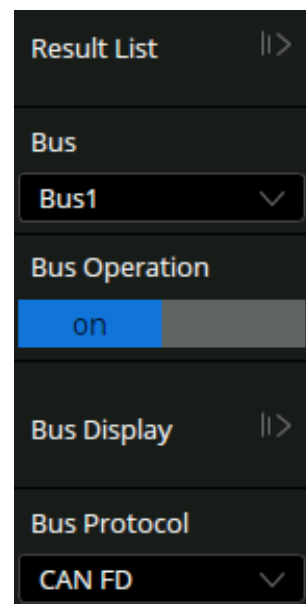 Result List
Bus
Bus1
Bus Operation
on
Bus Display
Bus Protocol
CAN FD